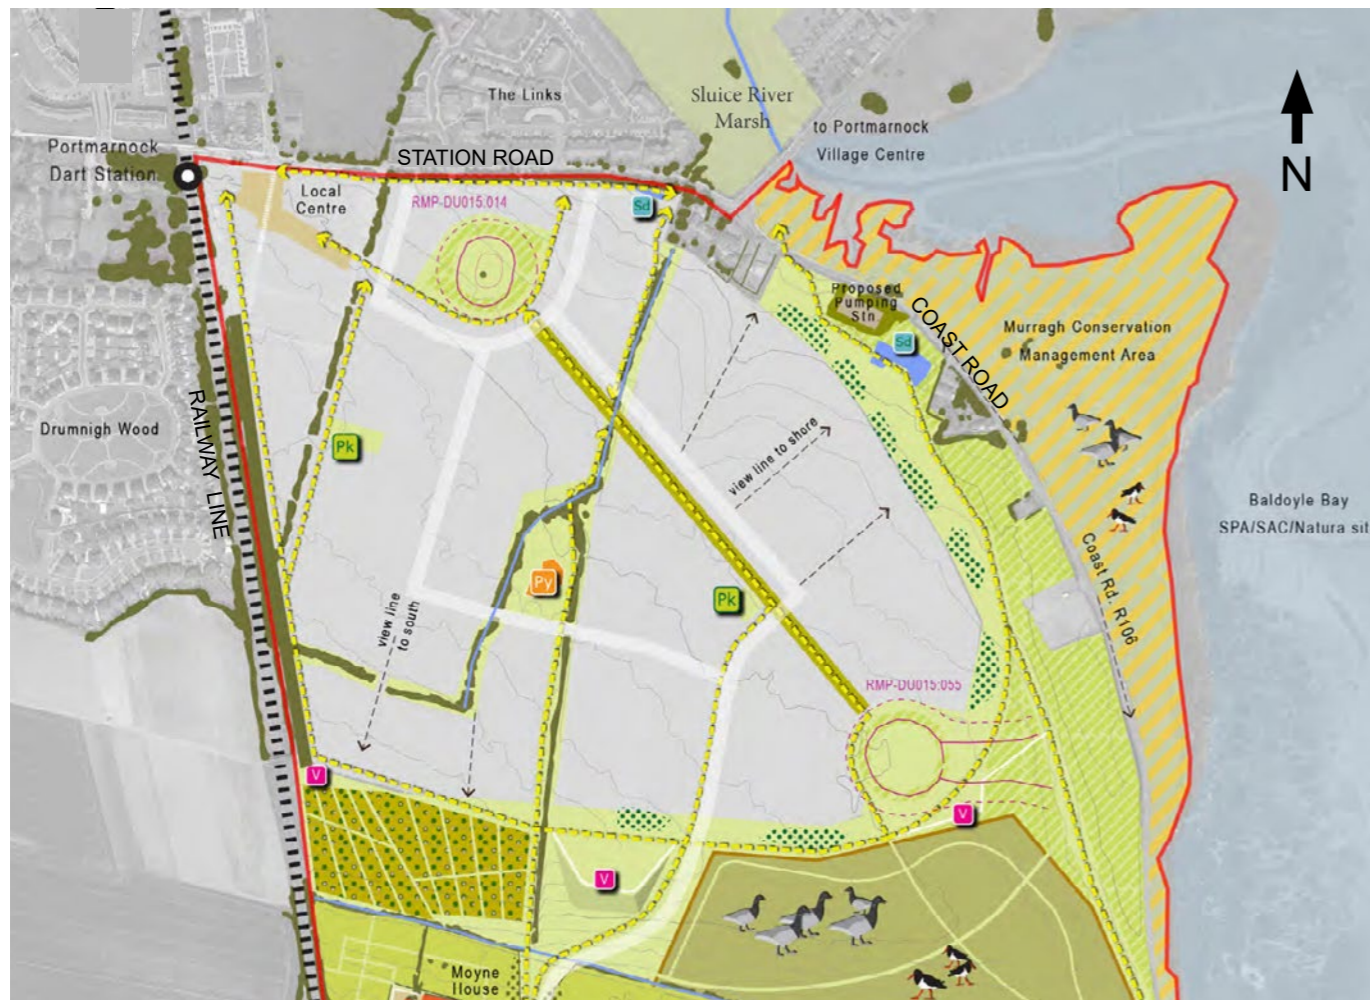 The Links
Sluice River
Marsh
to Portmarnock
Village Centre
N
Portmarnock
Dart Station
STATION ROAD
Local
Centre
RMP-DU015:014
Sd
Proposed
Pumping
Stn
Sd
COAST ROAD
Murragh Conservation
Management Area
Drumnigh Wood
RAILWAY LINE
Pk
view line to shore
Baldoyle Bay
SPA/SAC/Natura sit
Coast Rd. R106
Py
Pk
view line
to south
RMP-DU015:055
V
V
V
Moyne
House